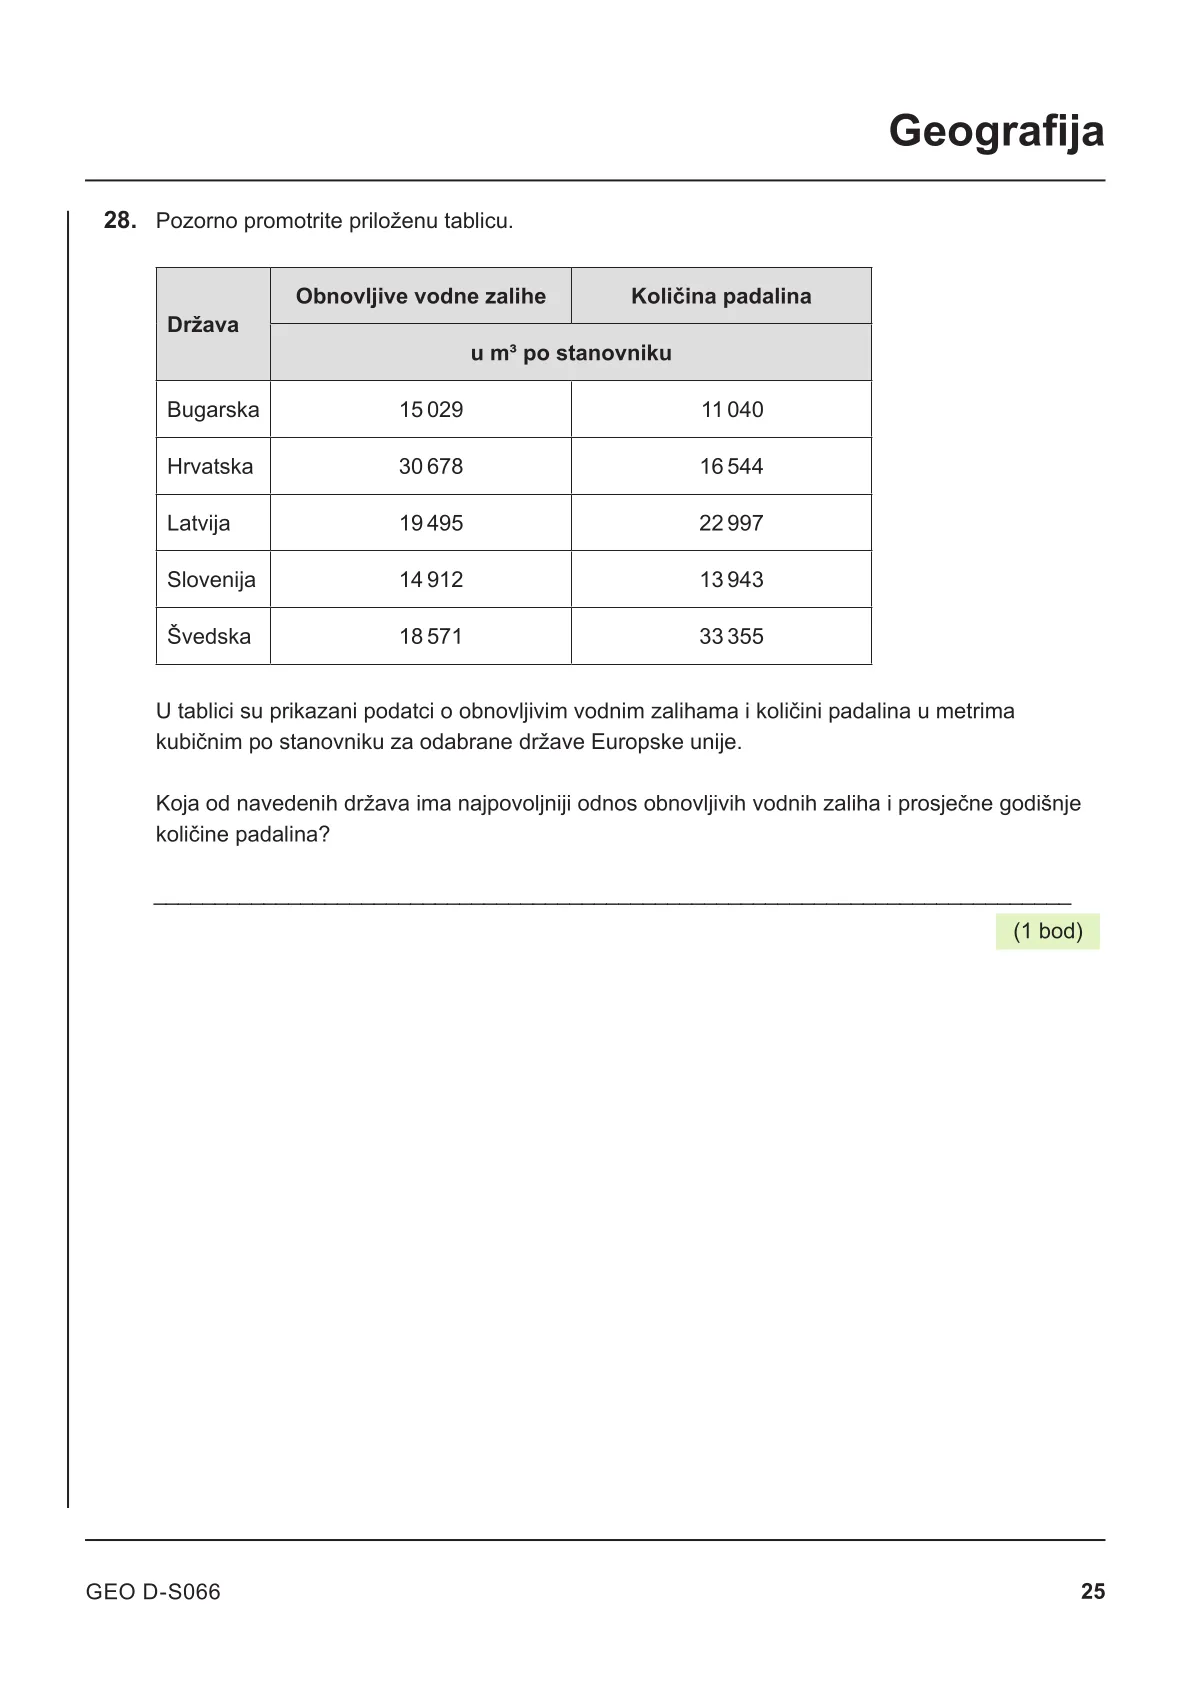 Geografija
28. Pozorno promotrite priloženu tablicu.
Država
Obnovljive vodne zalihe
Količina padalina
u m³ po stanovniku
Bugarska 15 029 11 040
Hrvatska 30 678 16 544
Latvija 19 495 22 997
Slovenija 14 912 13 943
Švedska 18 571 33 355
U tablici su prikazani podatci o obnovljivim vodnim zalihama i količini padalina u metrima
kubičnim po stanovniku za odabrane države Europske unije.
Koja od navedenih država ima najpovoljniji odnos obnovljivih vodnih zaliha i prosječne godišnje
količine padalina?
(1 bod)
GEO D-S066
25